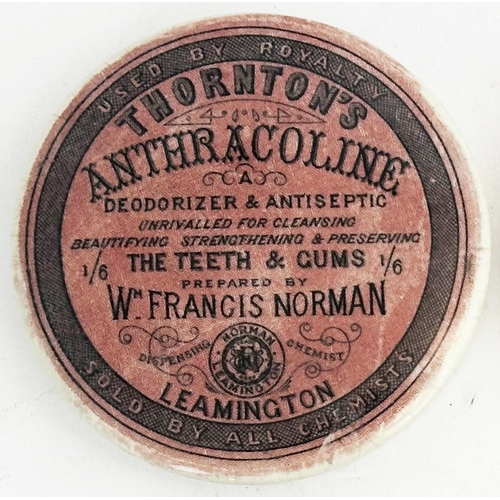 USED BY ROYALTY
THORNTON'S
ANTHRACOLINE
A
DEODORIZER & ANTISEPTIC
UNRIVALLED FOR CLEANSING
BEAUTIFYING STRENGTHENING & PRESERVING
1/6 THE TEETH & GUMS 1/6
PREPARED BY
WM. FRANCIS NORMAN
DISPENSING CHEMIST
NORMAN
LEAMINGTON
LEAMINGTON
SOLD BY ALL CHEMISTS